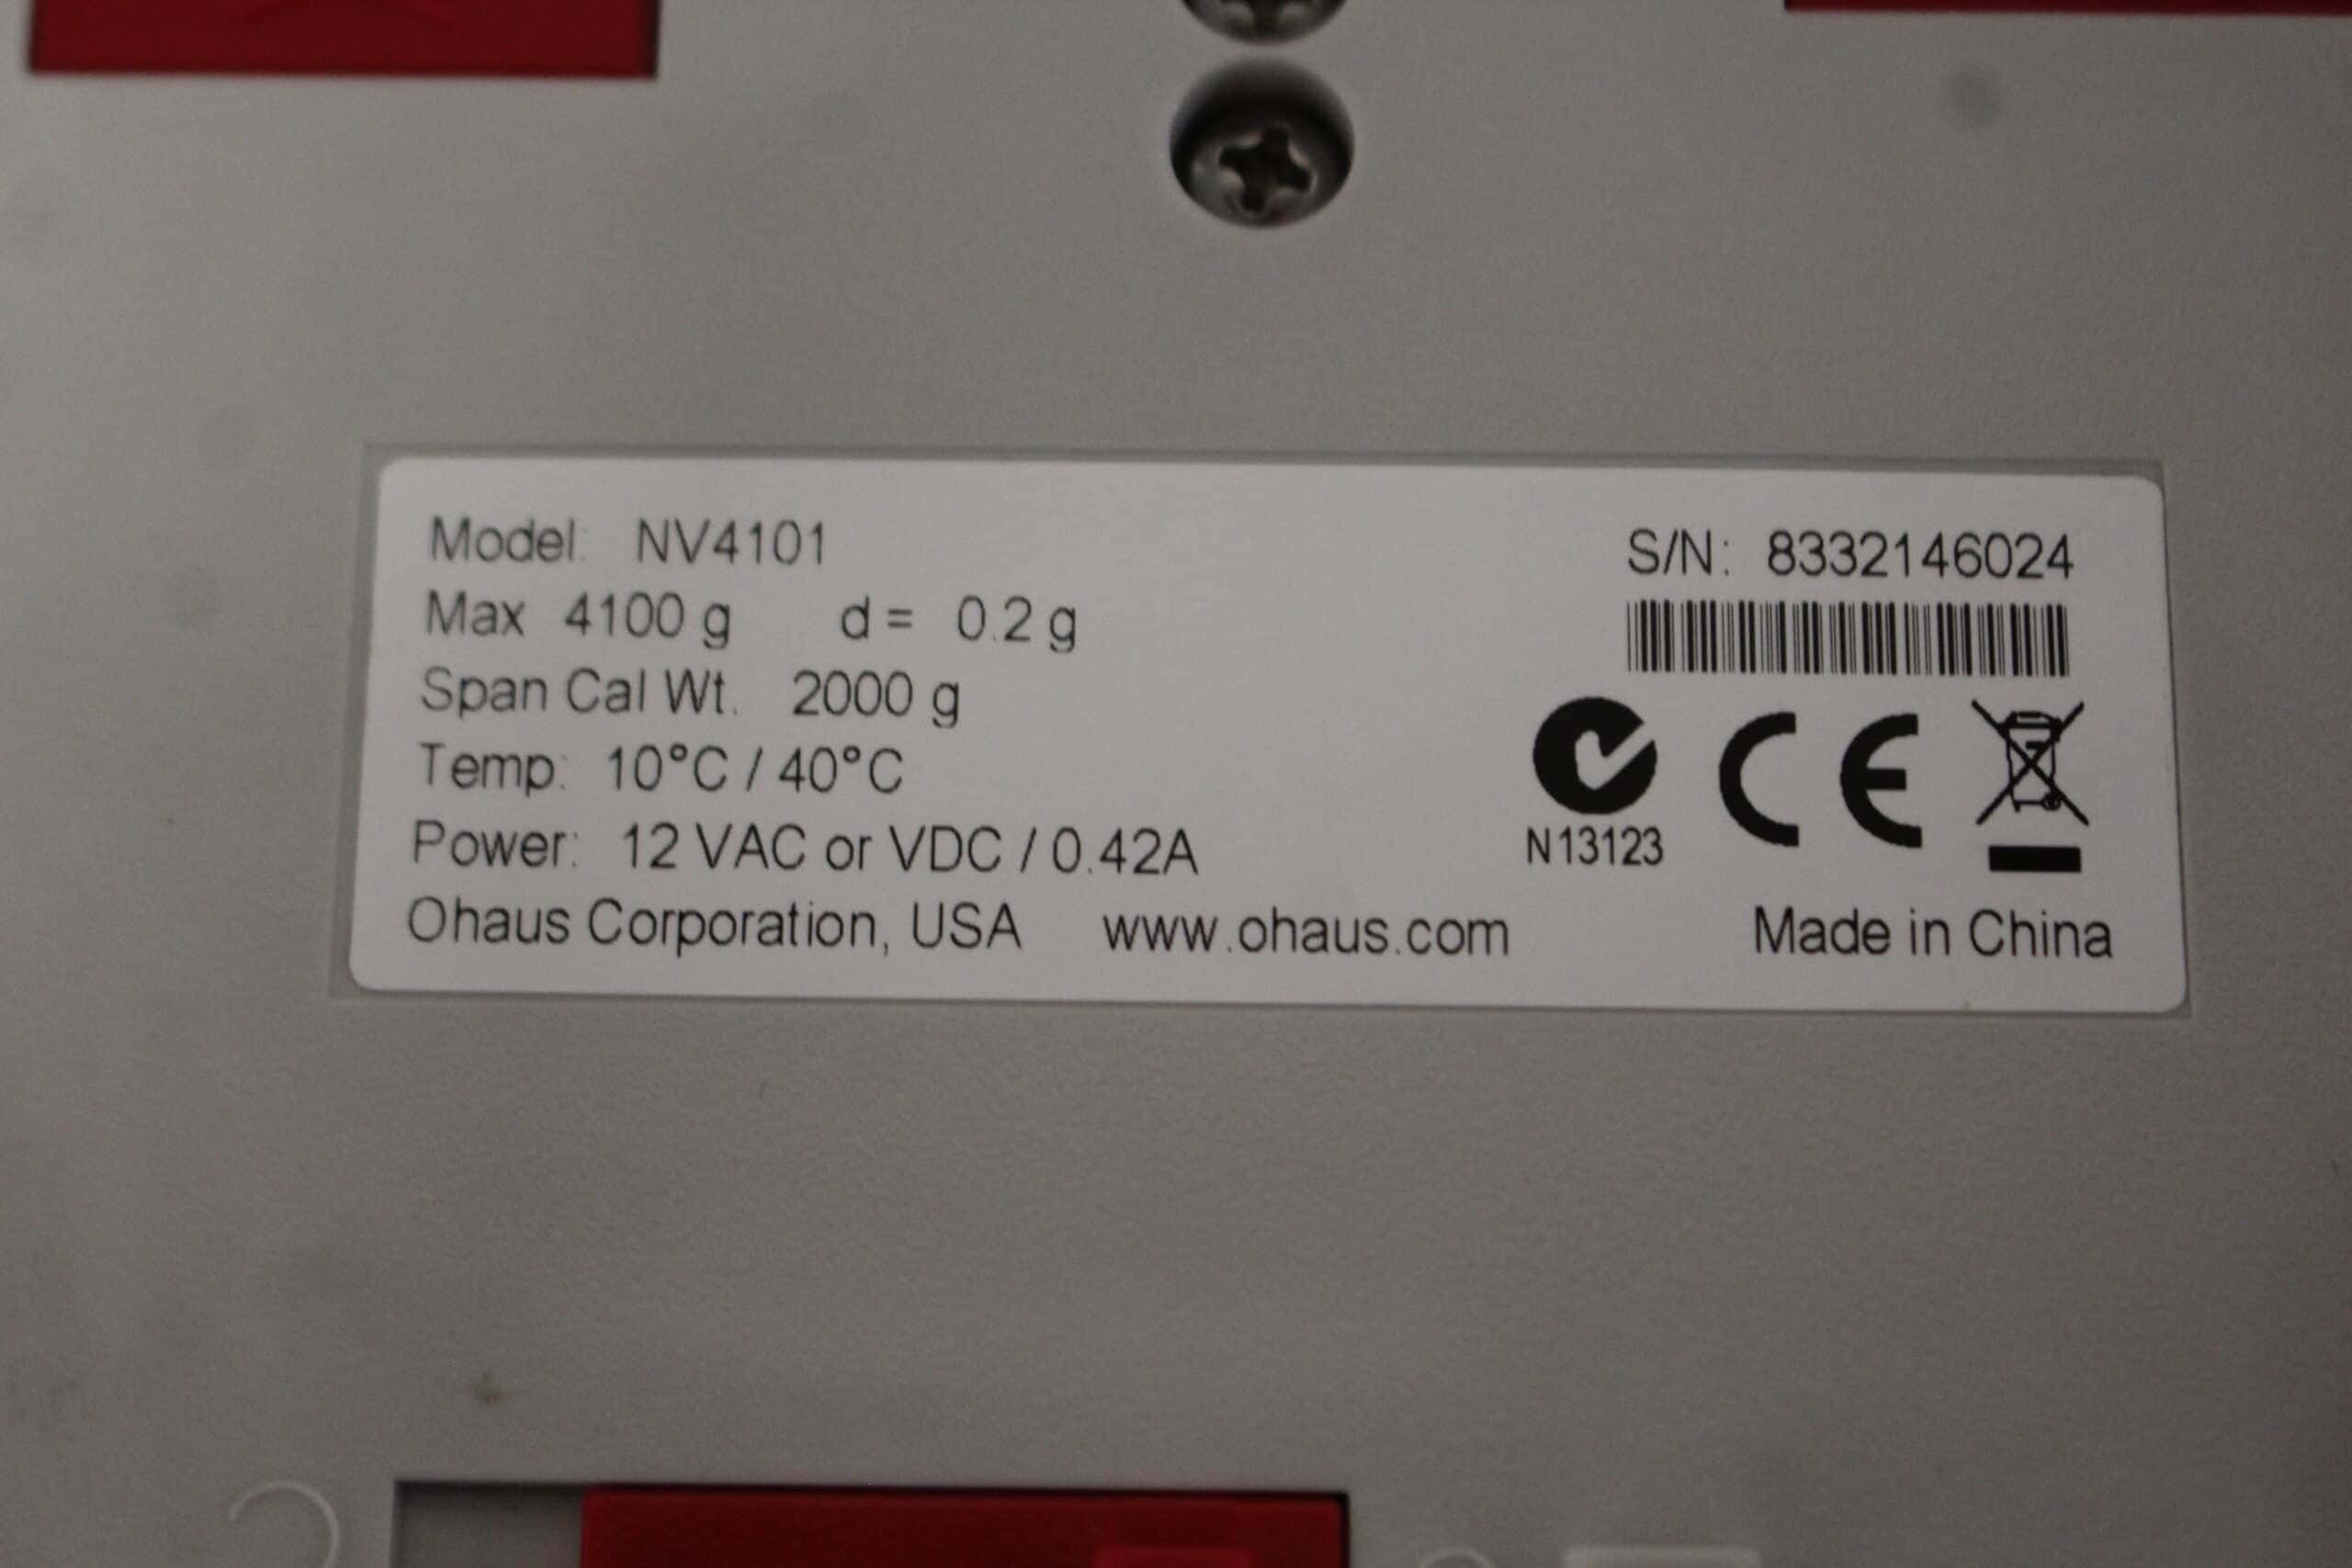 Model: NV4101
Max 4100 g d = 0.2 g
Span Cal Wt. 2000 g
Temp: 10°C / 40°C
Power: 12 VAC or VDC / 0.42A
Ohaus Corporation, USA www.ohaus.com
S/N: 8332146024
N13123
CE
Made in China